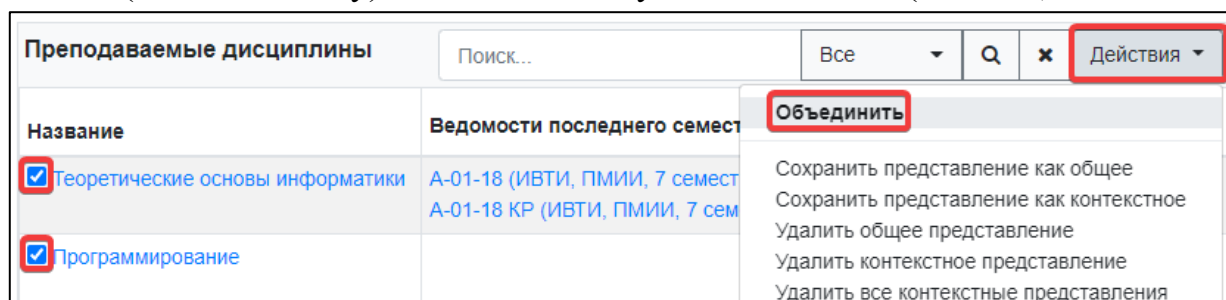 Преподаваемые дисциплины
Поиск...
Все
Действия
Объединить
Название
Ведомости последнего семест
Сохранить представление как общее
Сохранить представление как контекстное
Удалить общее представление
Удалить контекстное представление
Удалить все контекстные представления
Теоретические основы информатики
А-01-18 (ИВТИ, ПМИИ, 7 семест
А-01-18 КР (ИВТИ, ПМИИ, 7 сем
Программирование